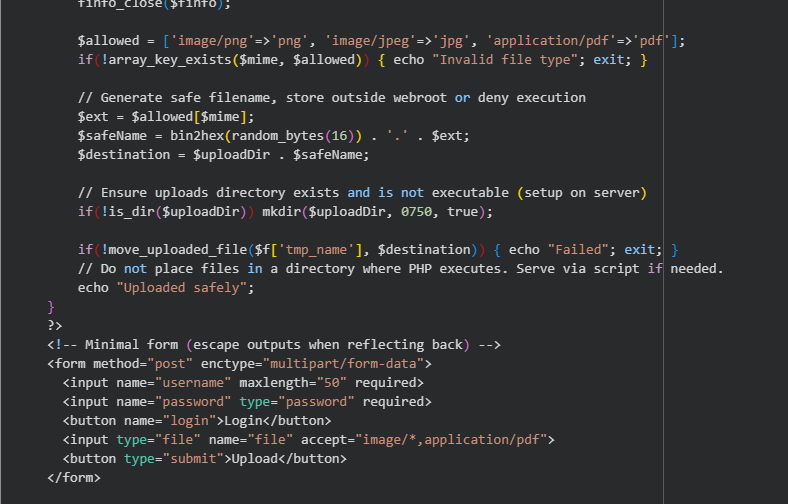 finfo_close($finfo);
$allowed = ['image/png'=>'png', 'image/jpeg'=>'jpg', 'application/pdf'=>'pdf'];
if(!array_key_exists($mime, $allowed)) { echo "Invalid file type"; exit; }
// Generate safe filename, store outside webroot or deny execution
$ext = $allowed[$mime];
$safeName = bin2hex(random_bytes(16)) . '.' . $ext;
$destination = $uploadDir . $safeName;
// Ensure uploads directory exists and is not executable (setup on server)
if(!is_dir($uploadDir)) mkdir($uploadDir, 0750, true);
if(!move_uploaded_file($f['tmp_name'], $destination)) { echo "Failed"; exit; }
// Do not place files in a directory where PHP executes. Serve via script if needed.
echo "Uploaded safely";
}
?>
<!-- Minimal form (escape outputs when reflecting back) -->
<form method="post" enctype="multipart/form-data">
<input name="username" maxlength="50" required>
<input name="password" type="password" required>
<button name="login">Login</button>
<input type="file" name="file" accept="image/*,application/pdf">
<button type="submit">Upload</button>
</form>